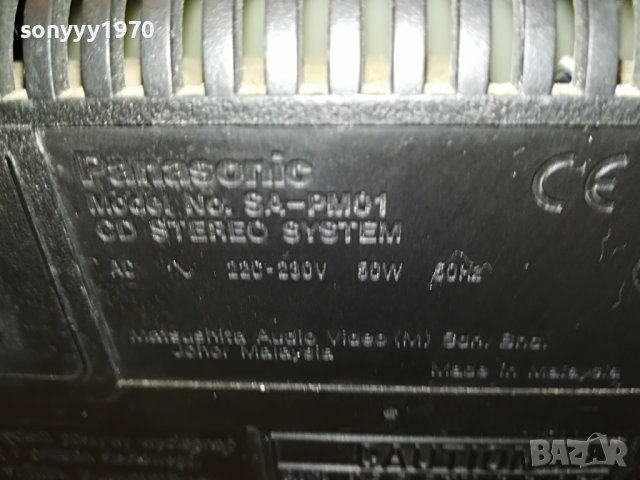 sonyyy1970
Panasonic
Model No. SA-PM01
CD STEREO SYSTEM
AC 220-230V 50Hz
Matsushita Audio Video (M) Sdn. Bhd.
Johor Malaysia
Made in Malaysia
CE
CAUTION
BAZAR